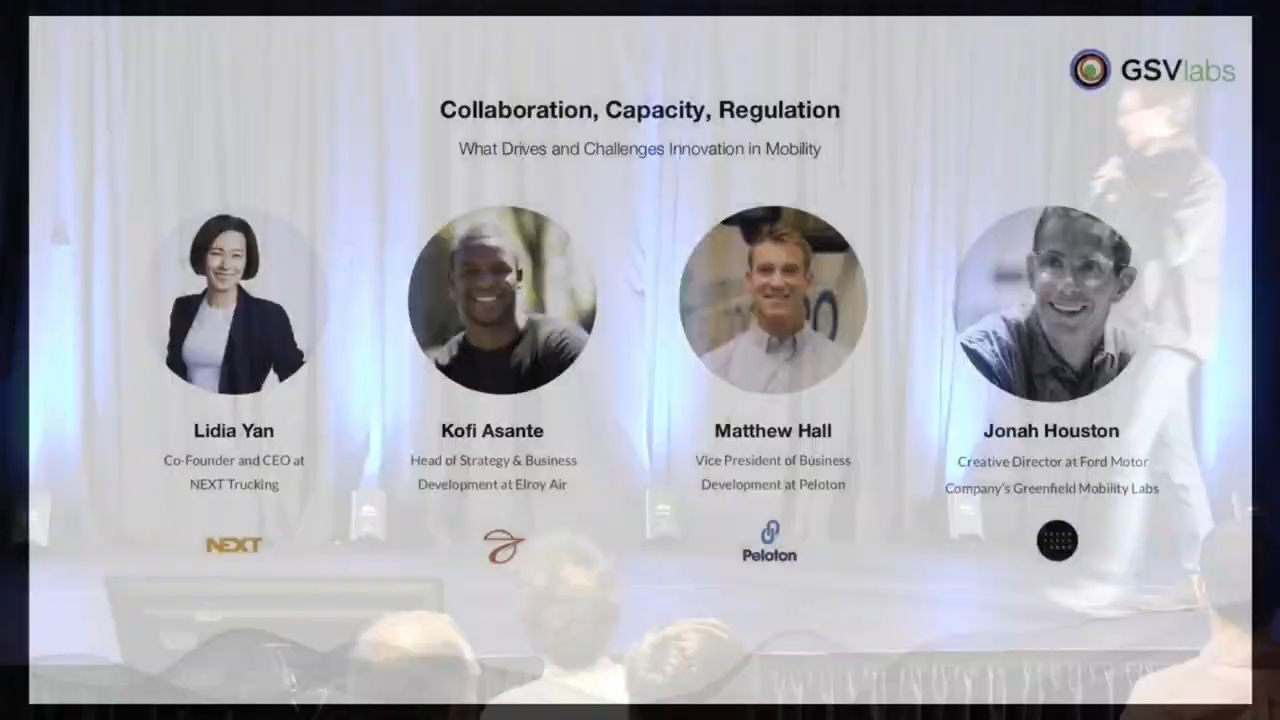 GSVlabs
Collaboration, Capacity, Regulation
What Drives and Challenges Innovation in Mobility
Lidia Yan
Co-Founder and CEO at
NEXT Trucking
NEXT
Kofi Asante
Head of Strategy & Business
Development at Elroy Air
Matthew Hall
Vice President of Business
Development at Peloton
Peloton
Jonah Houston
Creative Director at Ford Motor
Company's Greenfield Mobility Labs